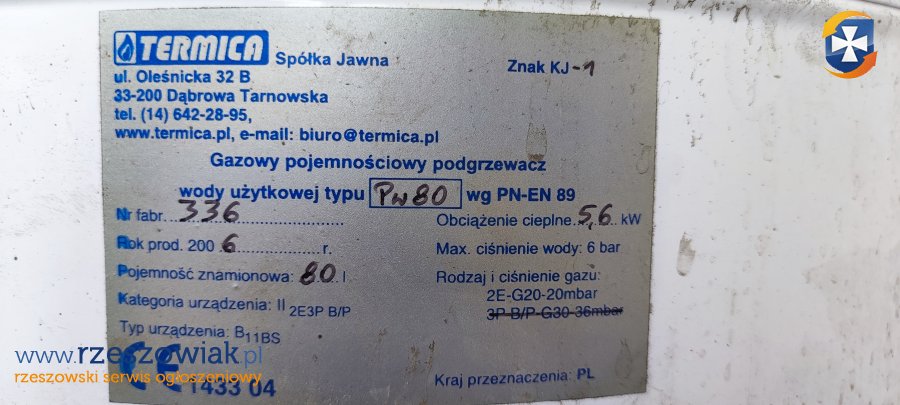 TERMICA Spółka Jawna Znak KJ-1
ul. Oleśnicka 32 B
33-200 Dąbrowa Tarnowska
tel. (14) 642-28-95,
www.termica.pl, e-mail: biuro@termica.pl
Gazowy pojemnościowy podgrzewacz
wody użytkowej typu Pw80 wg PN-EN 89
Nr fabr. 336 Obciążenie cieplne 5,6 kW
Rok prod. 2006 r. Max. ciśnienie wody: 6 bar
Pojemność znamionowa: 80 l Rodzaj i ciśnienie gazu:
Kategoria urządzenia: II 2E3P B/P 2E-G20-20mbar
3P-B/P-G30-36mbar
Typ urządzenia: B11BS
www.rzeszowiak.pl
rzeszowski serwis ogłoszeniowy
CE 1433 04 Kraj przeznaczenia: PL